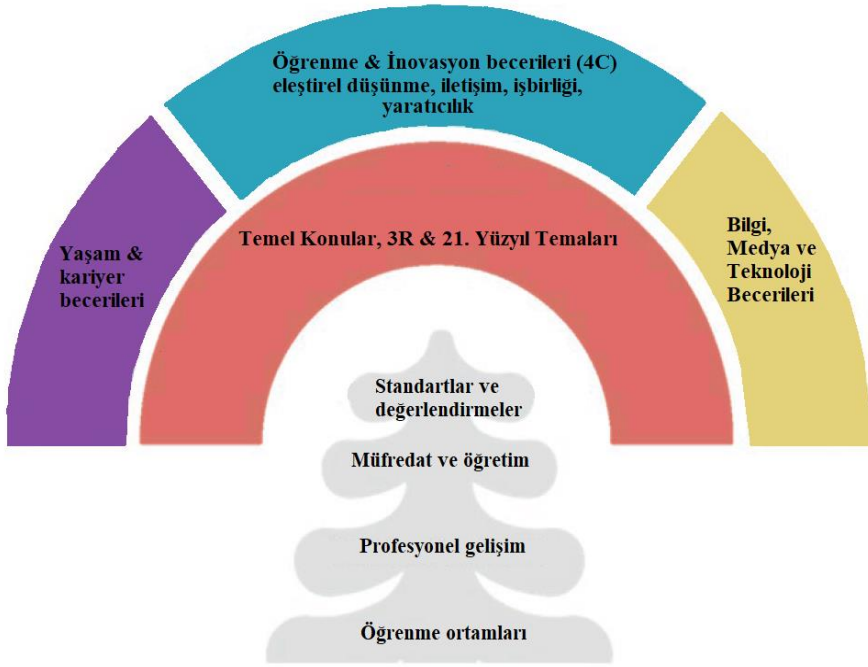 Öğrenme & İnovasyon becerileri (4C)
eleştirel düşünme, iletişim, işbirliği,
yaratıcılık
Yaşam &
kariyer
becerileri
Temel Konular, 3R & 21. Yüzyıl Temaları
Bilgi,
Medya ve
Teknoloji
Becerileri
Standartlar ve
değerlendirmeler
Müfredat ve öğretim
Profesyonel gelişim
Öğrenme ortamları